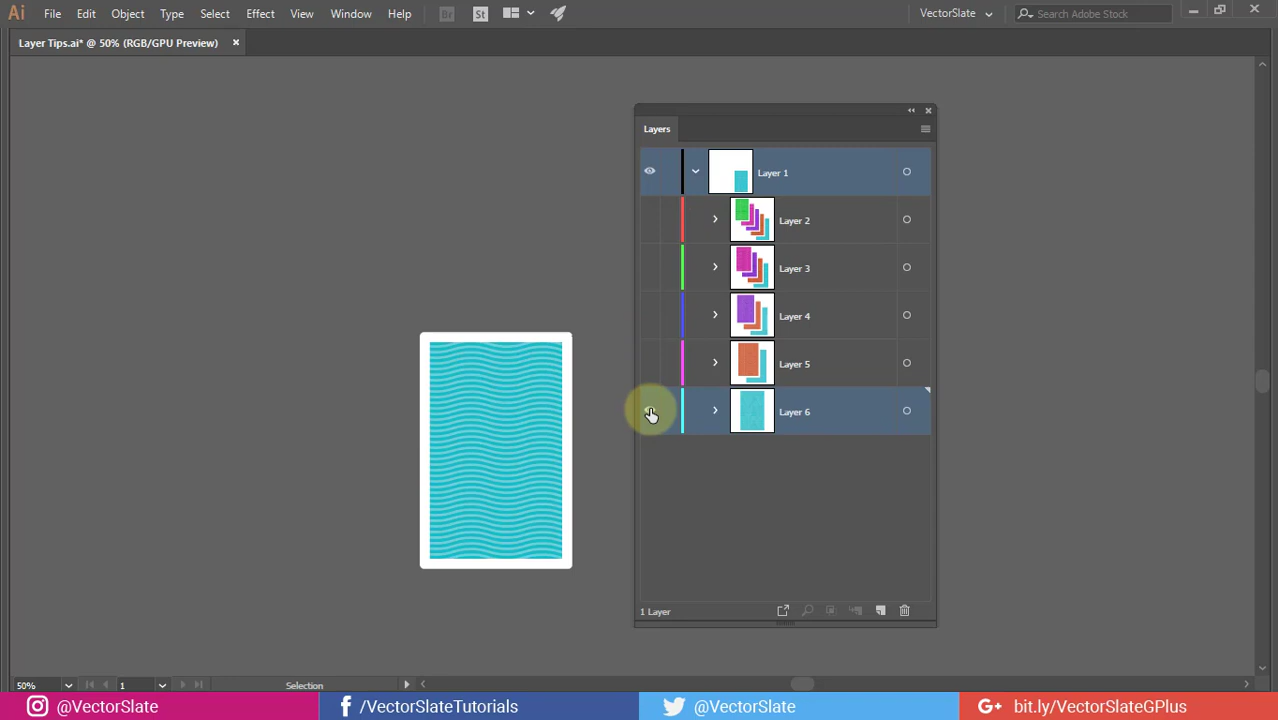 Ai File Edit Object Type Select Effect View Window Help Br St VectorSlate Search Adobe Stock
Layer Tips.ai* @ 50% (RGB/GPU Preview) ×
Layers
Layer 1
Layer 2
Layer 3
Layer 4
Layer 5
Layer 6
1 Layer
50% 1 Selection
@VectorSlate /VectorSlateTutorials @VectorSlate G+ bit.ly/VectorSlateGPlus